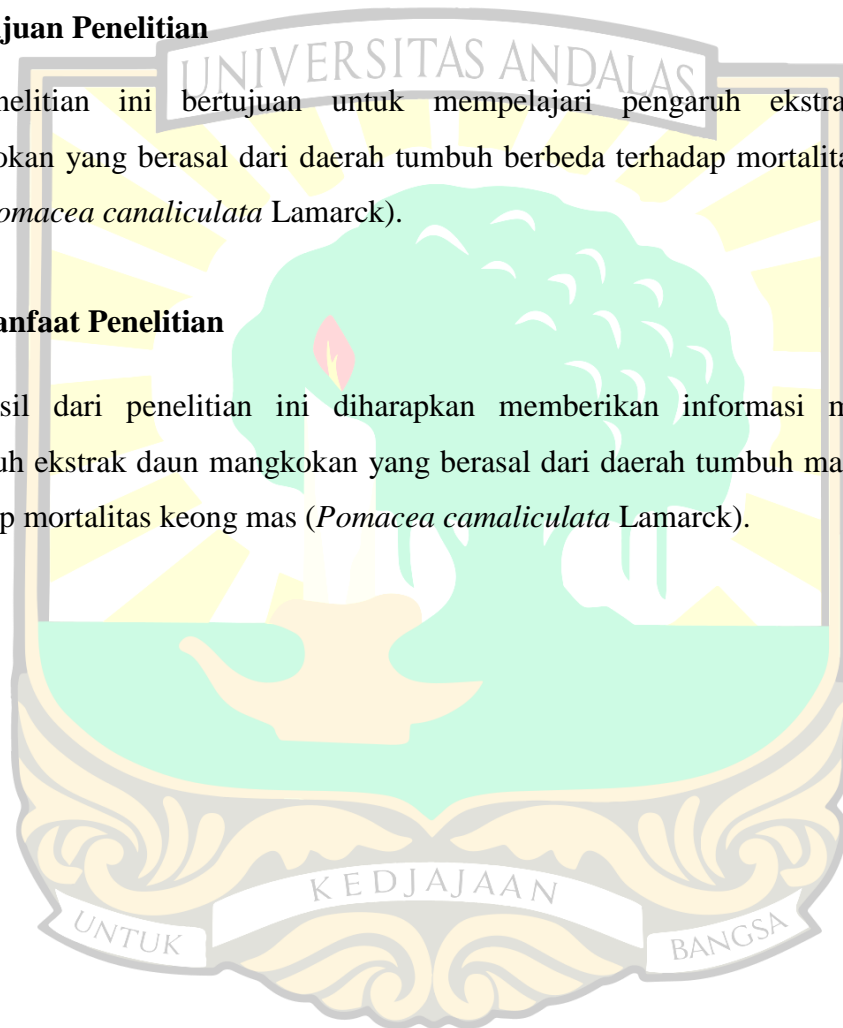 juan Penelitian
UNIVERSITAS ANDALAS
nelitian ini bertujuan untuk mempelajari pengaruh ekstra
okan yang berasal dari daerah tumbuh berbeda terhadap mortalita
omacea canaliculata Lamarck).
anfaat Penelitian
sil dari penelitian ini diharapkan memberikan informasi m
uh ekstrak daun mangkokan yang berasal dari daerah tumbuh ma
p mortalitas keong mas (Pomacea camaliculata Lamarck).
KEDJAJAAN
UNTUK
BANGSA